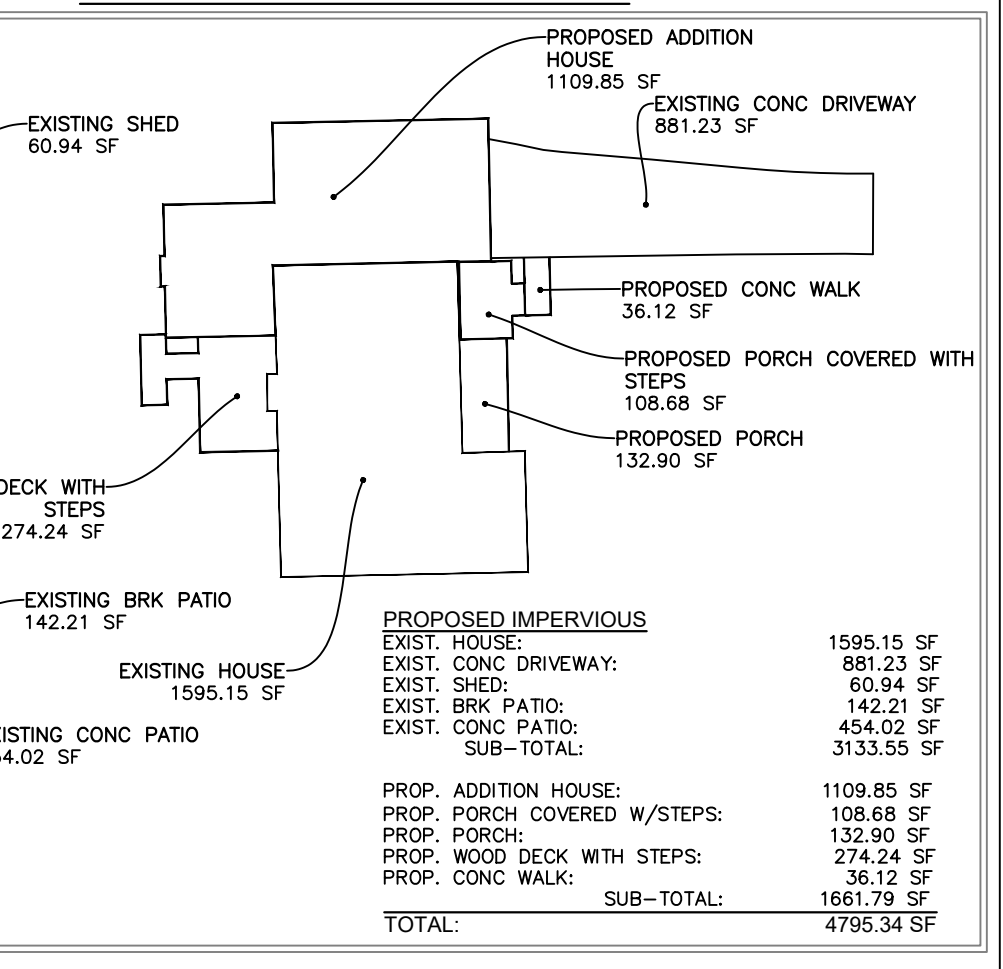 PROPOSED ADDITION
HOUSE
1109.85 SF
EXISTING CONC DRIVEWAY
881.23 SF
EXISTING SHED
60.94 SF
PROPOSED CONC WALK
36.12 SF
PROPOSED PORCH COVERED WITH
STEPS
108.68 SF
PROPOSED PORCH
132.90 SF
DECK WITH
STEPS
274.24 SF
EXISTING BRK PATIO
142.21 SF
EXISTING HOUSE
1595.15 SF
ISTING CONC PATIO
4.02 SF
PROPOSED IMPERVIOUS
EXIST. HOUSE: 1595.15 SF
EXIST. CONC DRIVEWAY: 881.23 SF
EXIST. SHED: 60.94 SF
EXIST. BRK PATIO: 142.21 SF
EXIST. CONC PATIO: 454.02 SF
SUB-TOTAL: 3133.55 SF
PROP. ADDITION HOUSE: 1109.85 SF
PROP. PORCH COVERED W/STEPS: 108.68 SF
PROP. PORCH: 132.90 SF
PROP. WOOD DECK WITH STEPS: 274.24 SF
PROP. CONC WALK: 36.12 SF
SUB-TOTAL: 1661.79 SF
TOTAL: 4795.34 SF